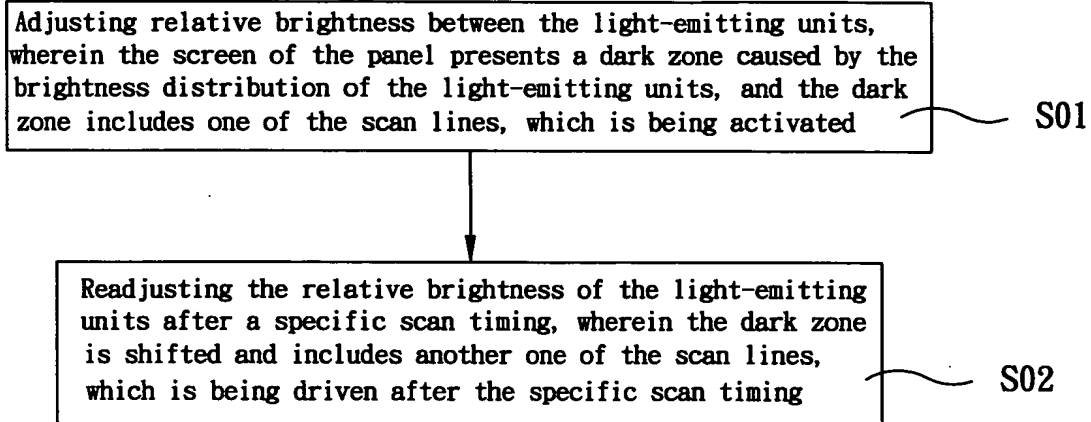 Adjusting relative brightness between the light-emitting units,
wherein the screen of the panel presents a dark zone caused by the
brightness distribution of the light-emitting units, and the dark
zone includes one of the scan lines, which is being activated
S01
Readjusting the relative brightness of the light-emitting
units after a specific scan timing, wherein the dark zone
is shifted and includes another one of the scan lines,
which is being driven after the specific scan timing
S02